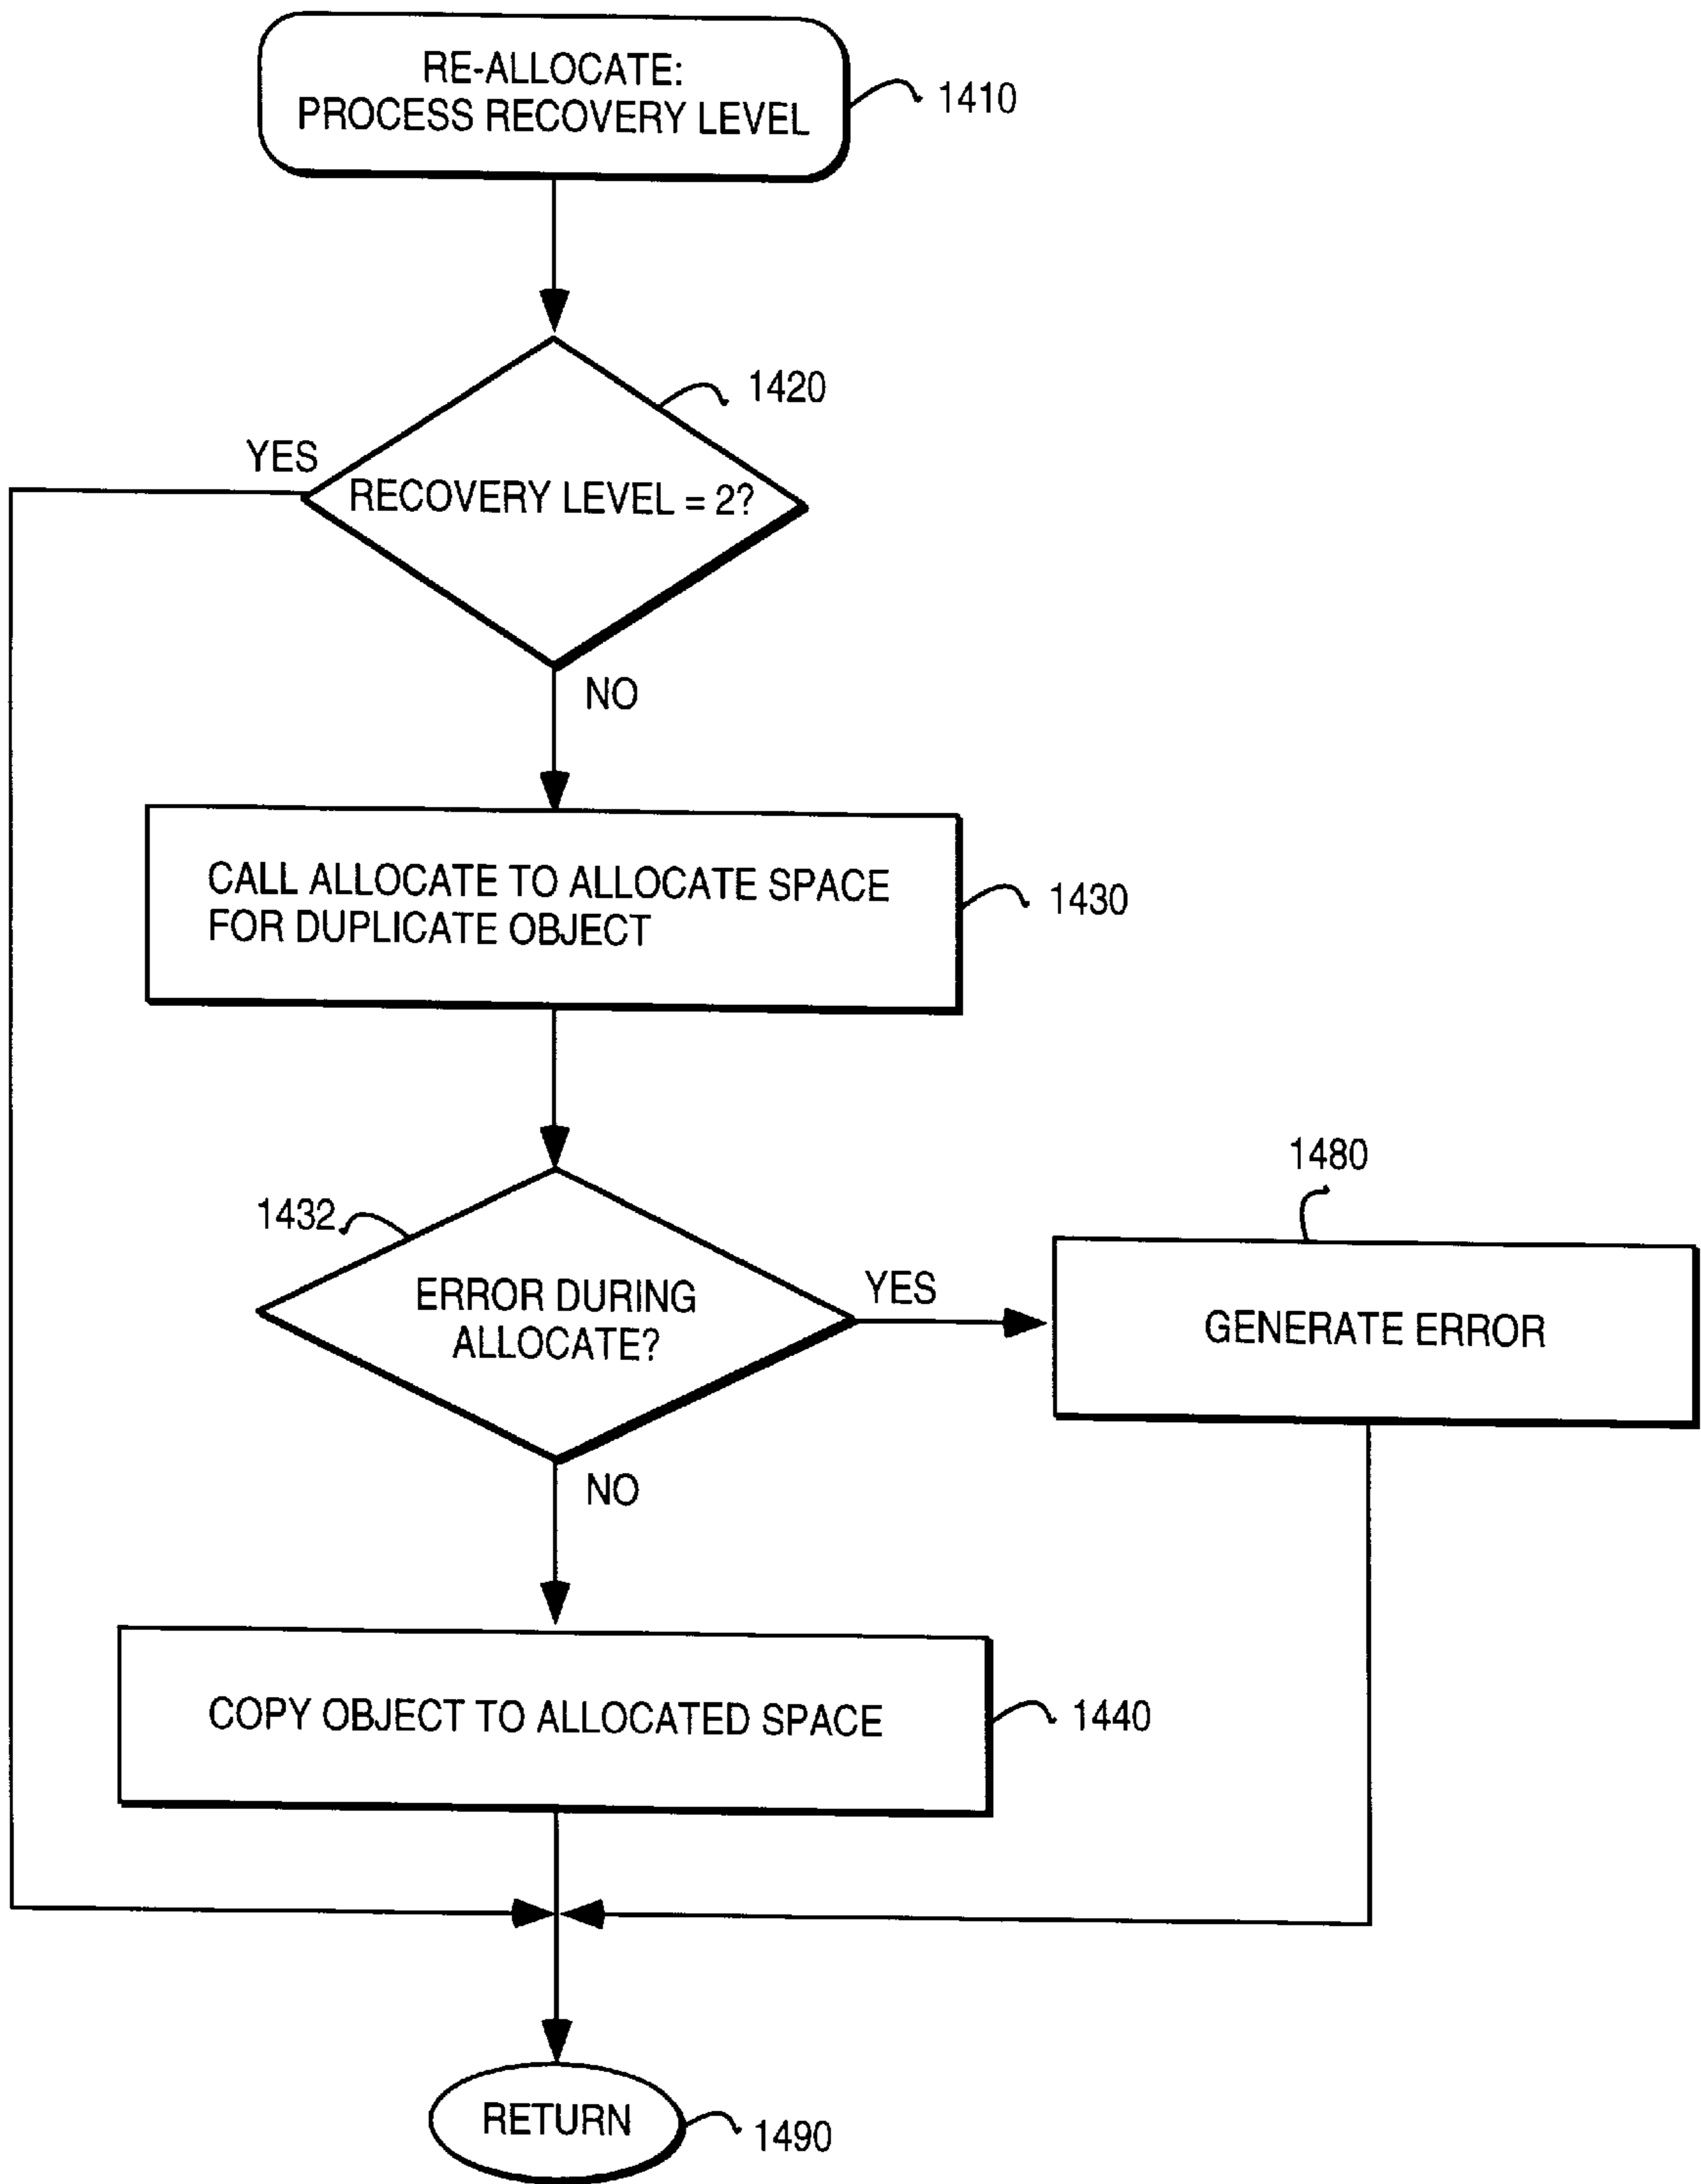 RE-ALLOCATE:
PROCESS RECOVERY LEVEL
1410
1420
YES
RECOVERY LEVEL = 2?
NO
CALL ALLOCATE TO ALLOCATE SPACE
FOR DUPLICATE OBJECT
1430
1432
ERROR DURING
ALLOCATE?
YES
1480
GENERATE ERROR
NO
COPY OBJECT TO ALLOCATED SPACE
1440
RETURN
1490